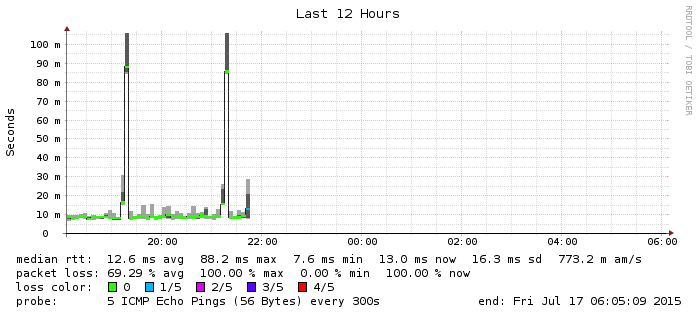 Last 12 Hours
RRDTOOL / TOBI OETIKER
Seconds
100 m
90 m
80 m
70 m
60 m
50 m
40 m
30 m
20 m
10 m
0
20:00 22:00 00:00 02:00 04:00 06:00
median rtt: 12.6 ms avg 88.2 ms max 7.6 ms min 13.0 ms now 16.3 ms sd 773.2 m am/s
packet loss: 69.29 % avg 100.00 % max 0.00 % min 100.00 % now
loss color: 0 1/5 2/5 3/5 4/5
probe: 5 ICMP Echo Pings (56 Bytes) every 300s end: Fri Jul 17 06:05:09 2015